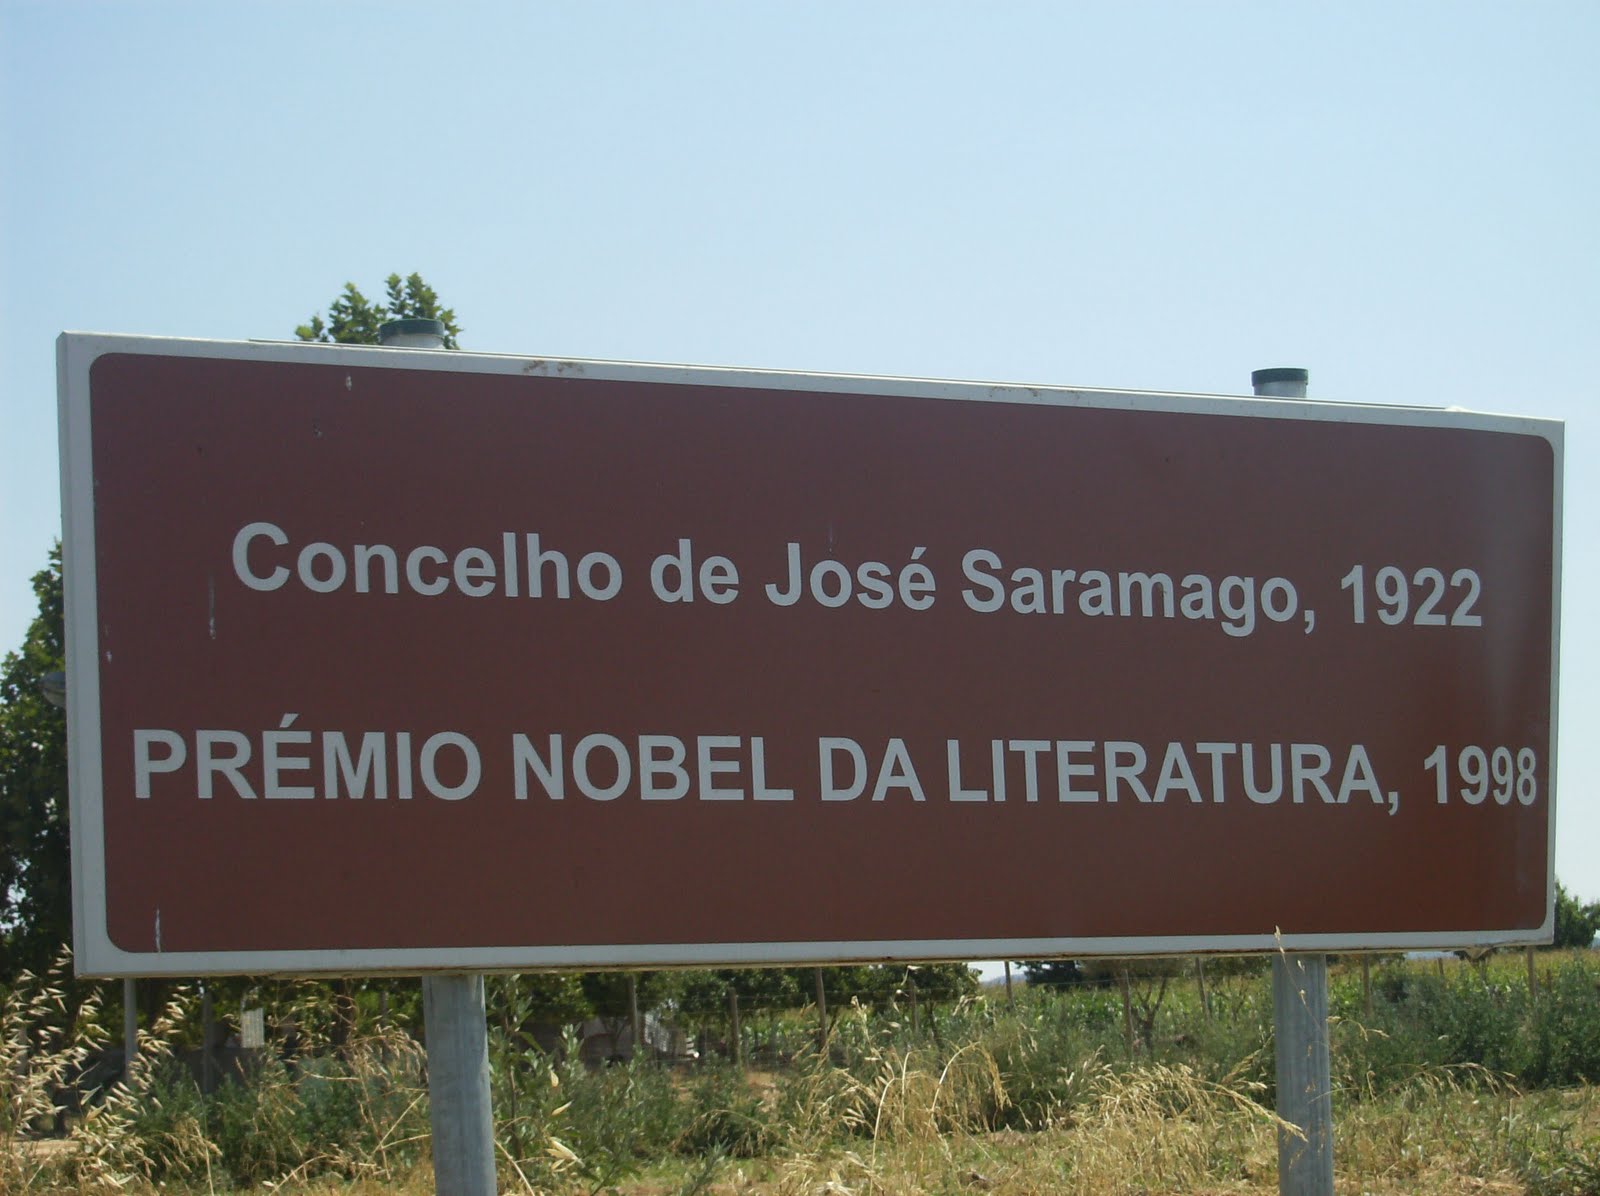 Concelho de José Saramago, 1922
PRÉMIO NOBEL DA LITERATURA, 1998